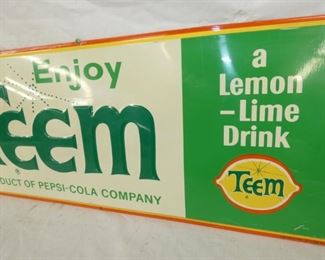 Enjoy
Teem
PRODUCT OF PEPSI-COLA COMPANY
a
Lemon
–Lime
Drink
Teem